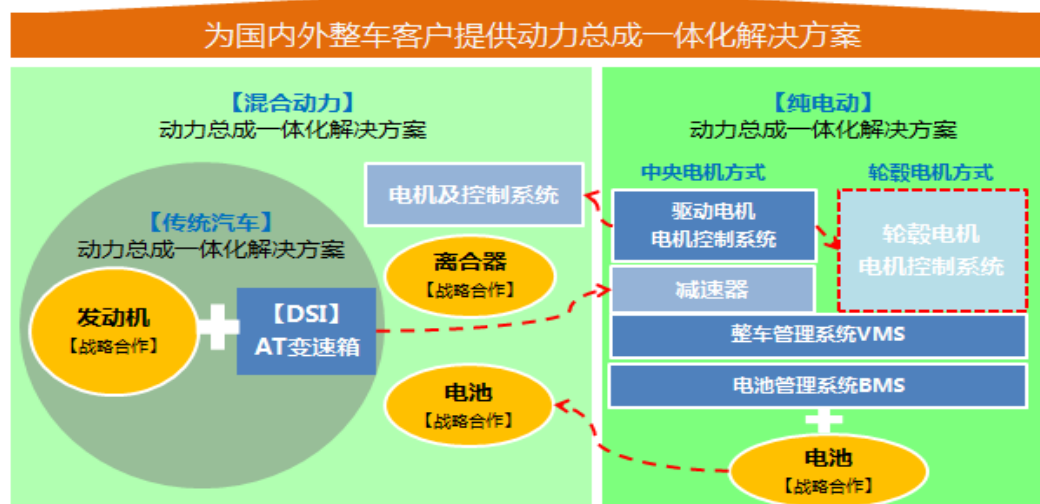 为国内外整车客户提供动力总成一体化解决方案
【混合动力】
动力总成一体化解决方案
电机及控制系统
【传统汽车】
动力总成一体化解决方案
离合器
【战略合作】
发动机
【战略合作】
【DSI】
AT变速箱
电池
【战略合作】
【纯电动】
动力总成一体化解决方案
中央电机方式
轮毂电机方式
驱动电机
电机控制系统
轮毂电机
电机控制系统
减速器
整车管理系统VMS
电池管理系统BMS
电池
【战略合作】